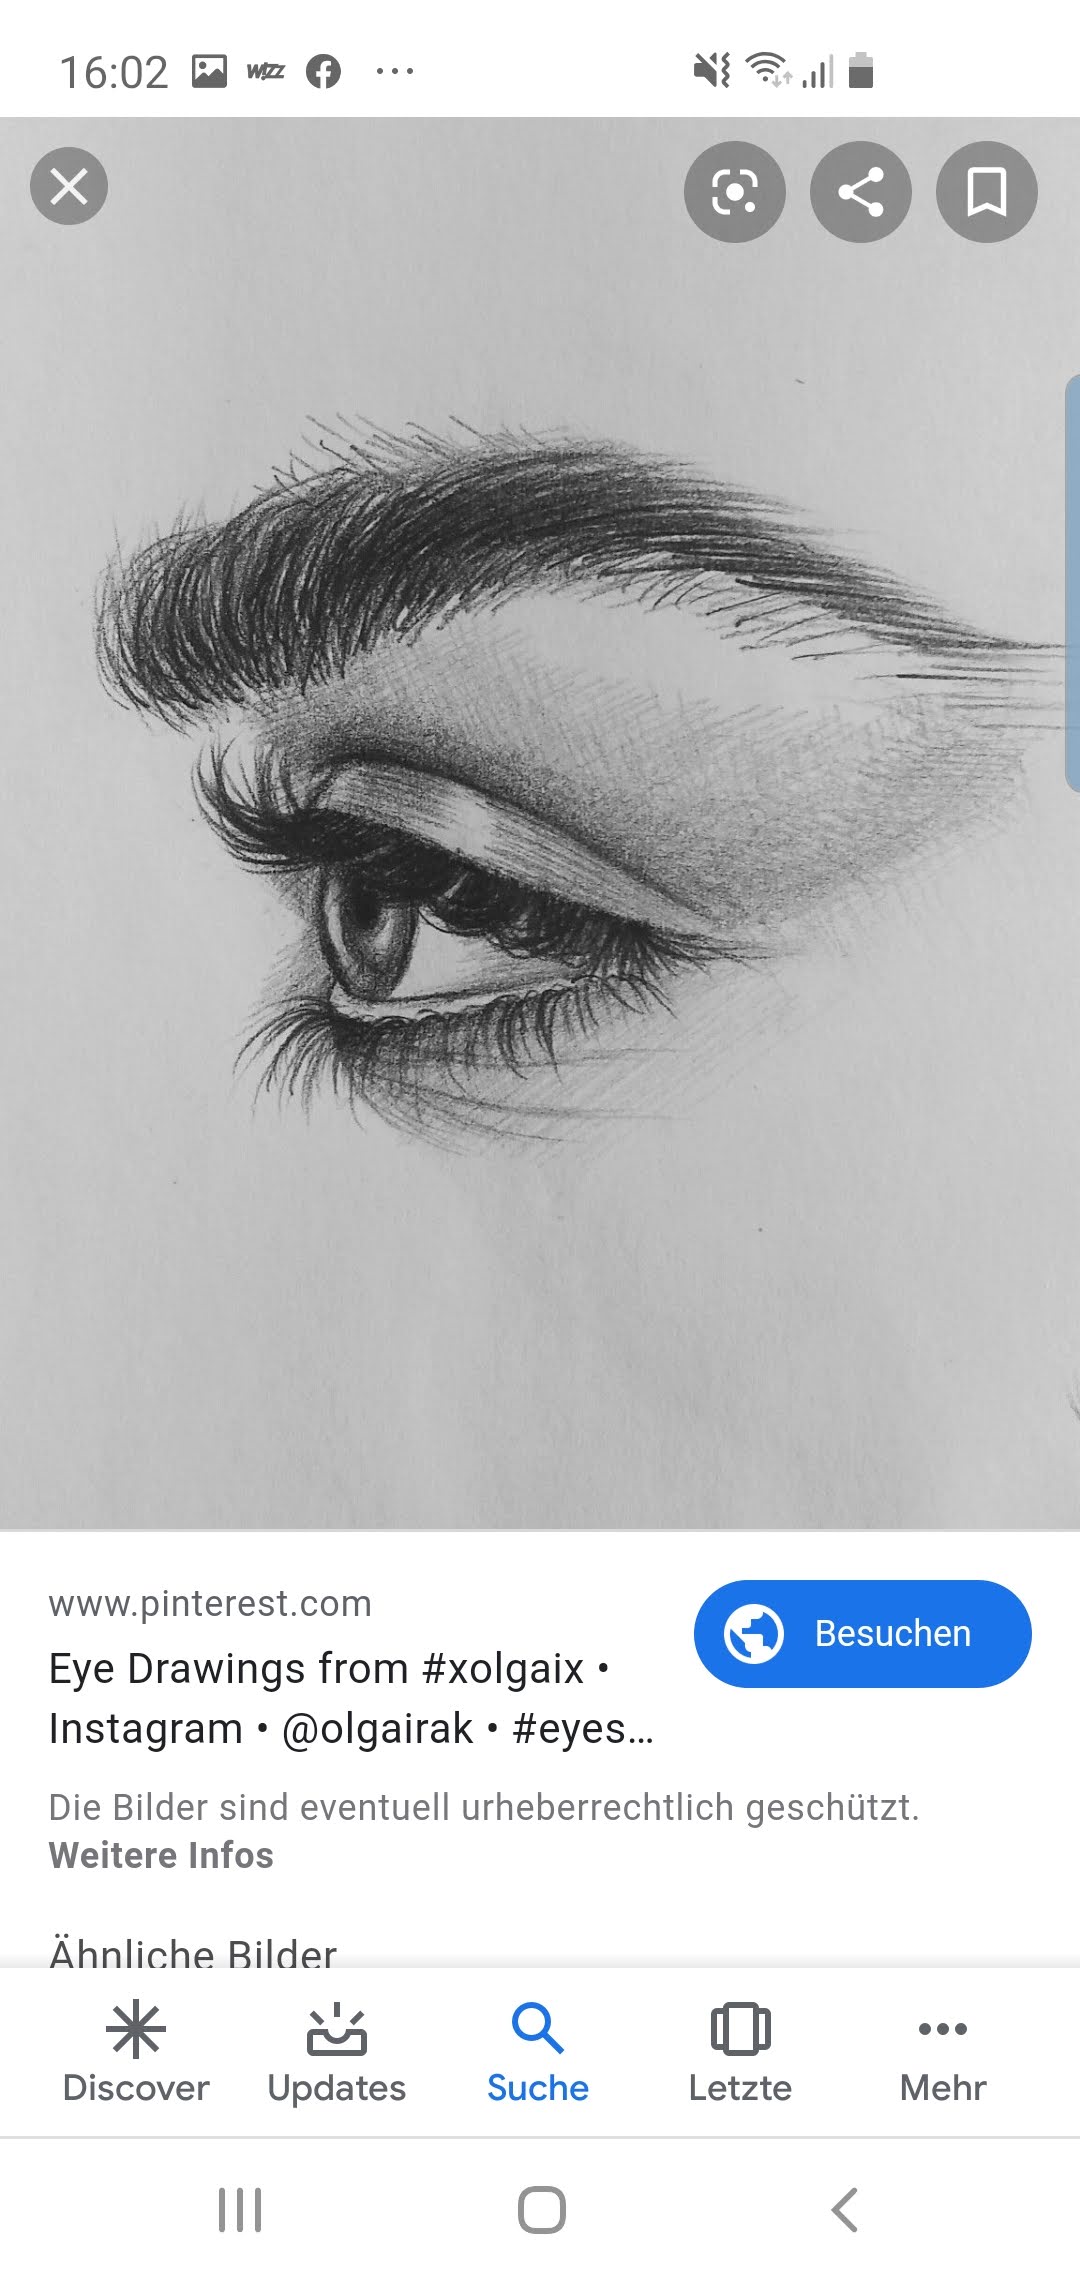 16:02 wizz
www.pinterest.com
Besuchen
Eye Drawings from #xolgaix •
Instagram • @olgairak • #eyes...
Die Bilder sind eventuell urheberrechtlich geschützt.
Weitere Infos
Ähnliche Bilder
Discover Updates Suche Letzte Mehr